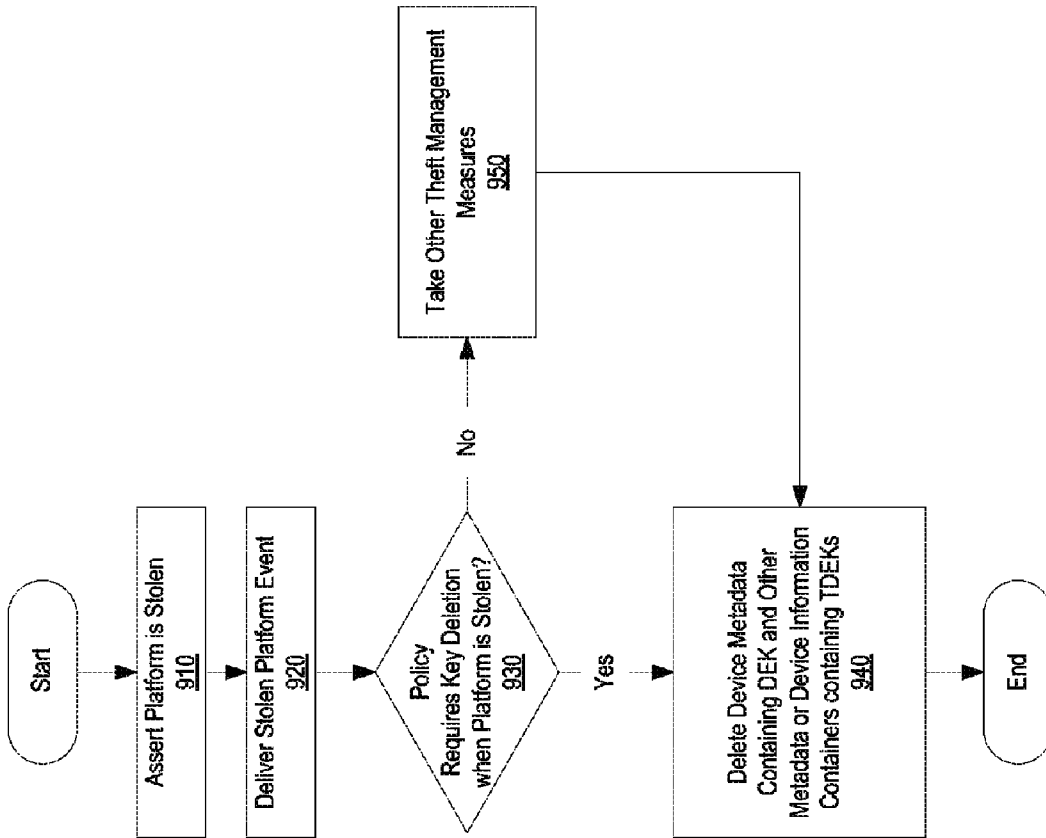 Start
Assert Platform is Stolen
910
Deliver Stolen Platform Event
920
Policy
Requires Key Deletion
when Platform is Stolen?
930
No
Take Other Theft Management
Measures
950
Yes
Delete Device Metadata
Containing DEK and Other
Metadata or Device Information
Containers containing TDEKs
940
End